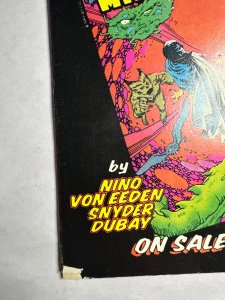 by
NINO
VON EEDEN
SNYDER
DUBAY
ON SALE